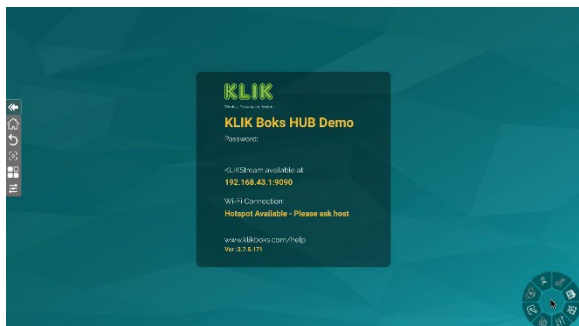 KLIK
KLIK Boks HUB Demo
Password:
KLIKStream available at:
192.168.43.1:9090
Wi-Fi Connection:
Hotspot Available - Please ask host
www.klikboks.com/help
Ver :3.7.5.171